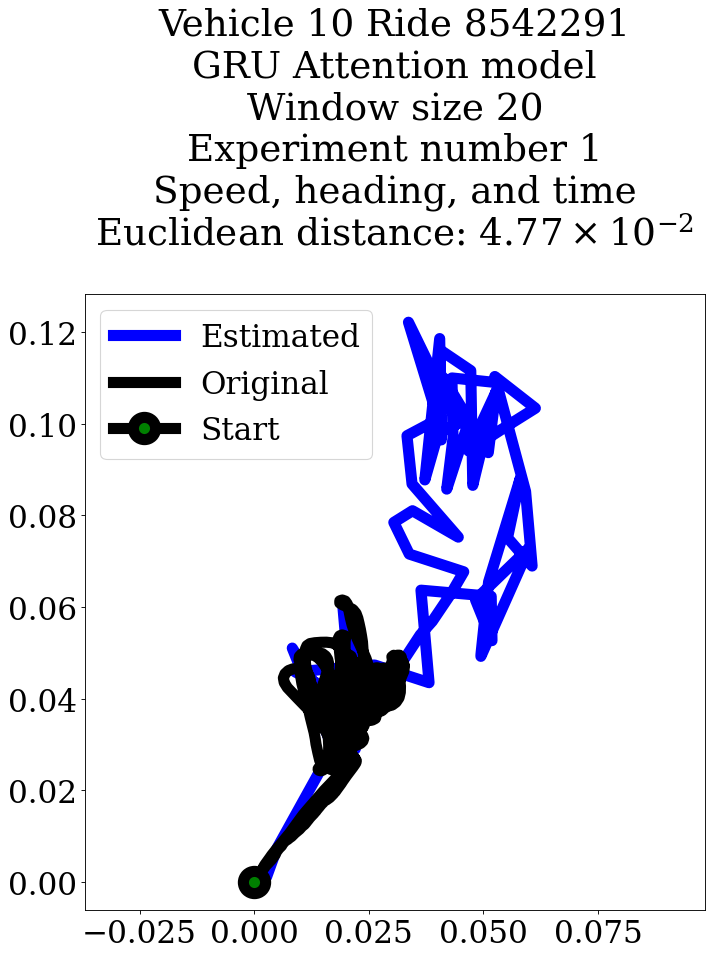 Vehicle 10 Ride 8542291
GRU Attention model
Window size 20
Experiment number 1
Speed, heading, and time
Euclidean distance: 4.77 × 10⁻²
Estimated
Original
Start
0.12
0.10
0.08
0.06
0.04
0.02
0.00
−0.025 0.000 0.025 0.050 0.075